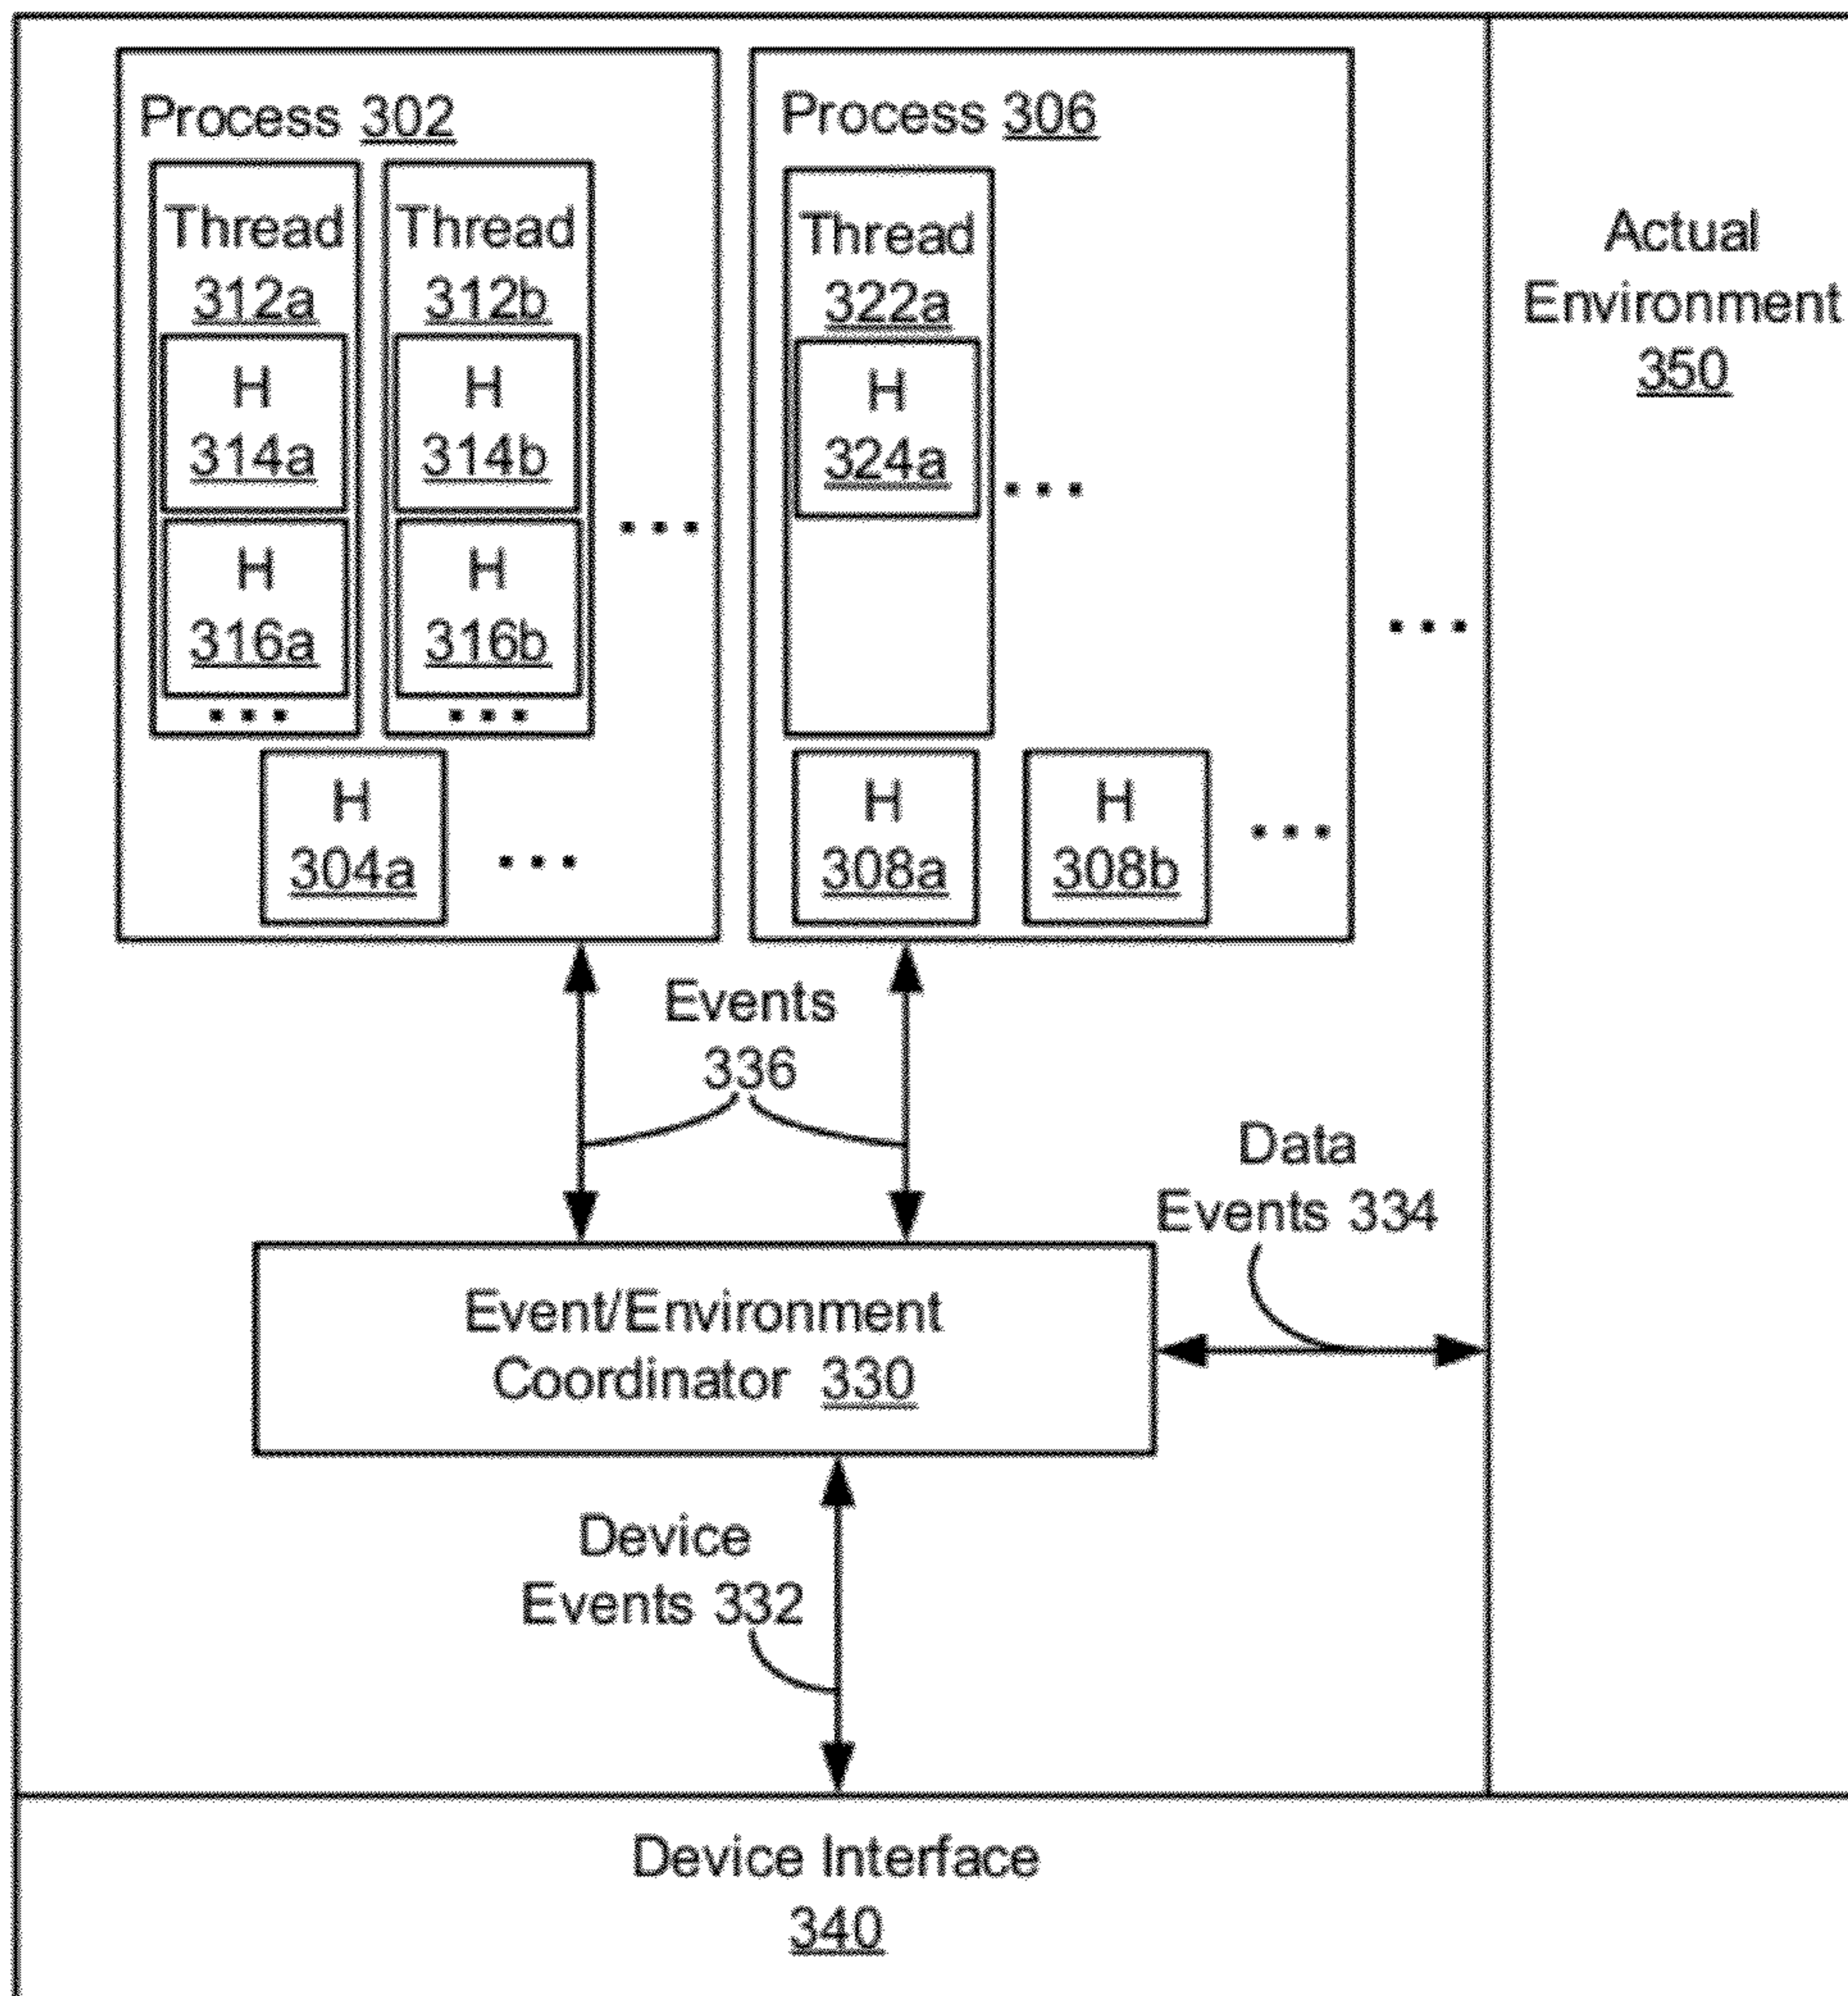 Process 302
Thread
312a
H
314a
H
316a
...
Thread
312b
H
314b
H
316b
...
...
H
304a
...
Process 306
Thread
322a
H
324a
...
H
308a
H
308b
...
...
Actual
Environment
350
Events
336
Data
Events 334
Event/Environment
Coordinator 330
Device
Events 332
Device Interface
340